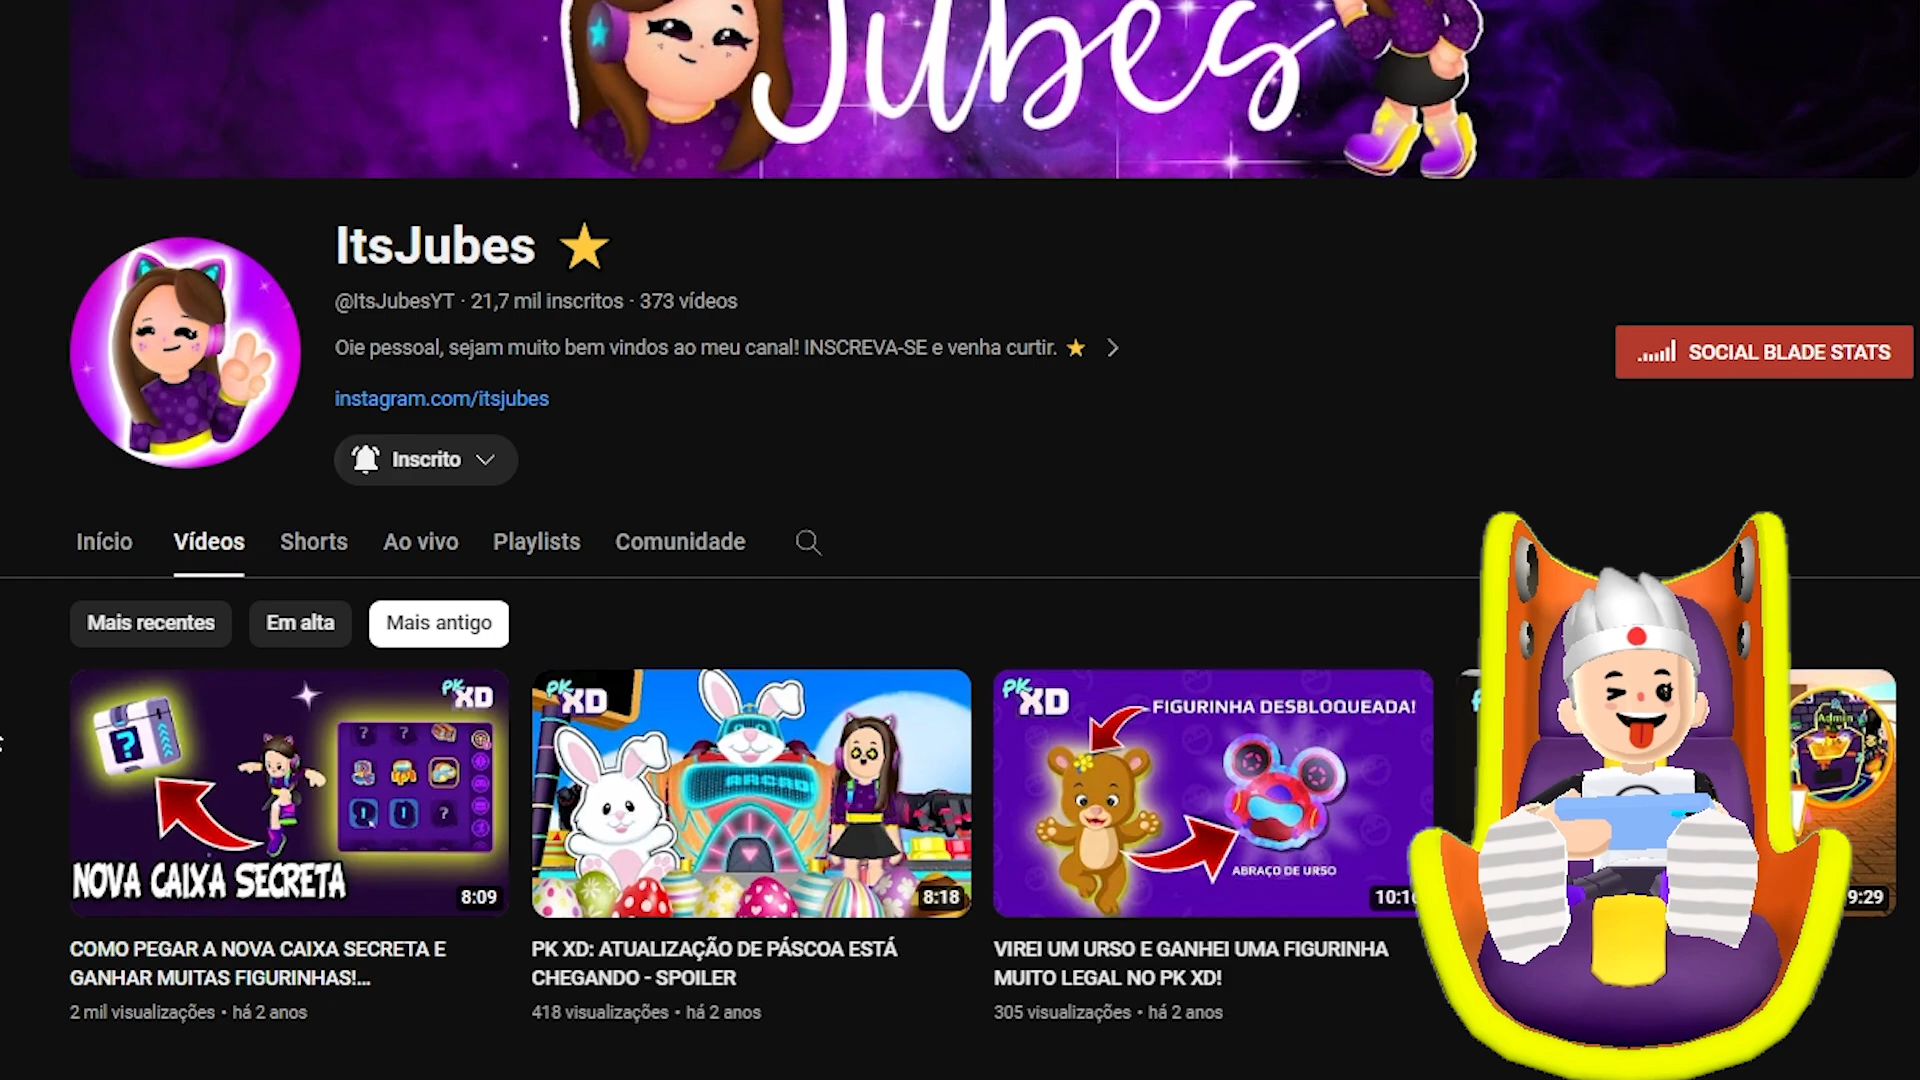 Jubes
ItsJubes
@ItsJubesYT · 21,7 mil inscritos · 373 vídeos
Oie pessoal, sejam muito bem vindos ao meu canal! INSCREVA-SE e venha curtir.
instagram.com/itsjubes
Inscrito
SOCIAL BLADE STATS
Início Vídeos Shorts Ao vivo Playlists Comunidade
Mais recentes Em alta Mais antigo
PK XD
NOVA CAIXA SECRETA
8:09
PK XD
ARCADE
8:18
PK XD
FIGURINHA DESBLOQUEADA!
ABRAÇO DE URSO
Admin
9:29
COMO PEGAR A NOVA CAIXA SECRETA E
GANHAR MUITAS FIGURINHAS!...
2 mil visualizações • há 2 anos
PK XD: ATUALIZAÇÃO DE PÁSCOA ESTÁ
CHEGANDO - SPOILER
418 visualizações • há 2 anos
VIREI UM URSO E GANHEI UMA FIGURINHA
MUITO LEGAL NO PK XD!
305 visualizações • há 2 anos